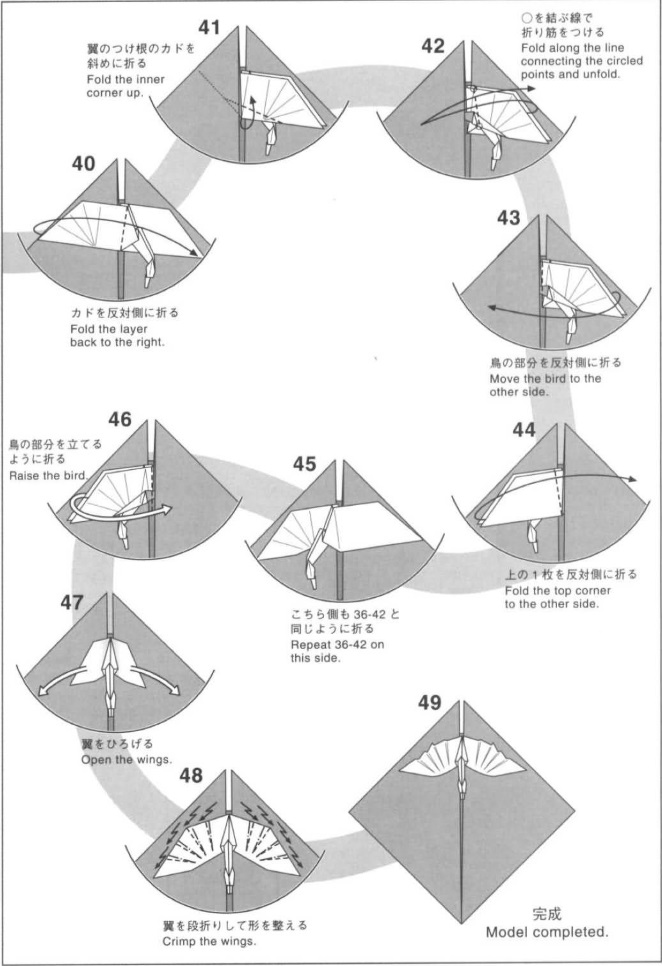 40
カドを反対側に折る
Fold the layer
back to the right.
41
翼のつけ根のカドを
斜めに折る
Fold the inner
corner up.
42
○を結ぶ線で
折り筋をつける
Fold along the line
connecting the circled
points and unfold.
43
鳥の部分を反対側に折る
Move the bird to the
other side.
44
上の1枚を反対側に折る
Fold the top corner
to the other side.
45
こちら側も 36-42 と
同じように折る
Repeat 36-42 on
this side.
46
鳥の部分を立てる
ように折る
Raise the bird.
47
翼をひろげる
Open the wings.
48
翼を段折りして形を整える
Crimp the wings.
49
完成
Model completed.